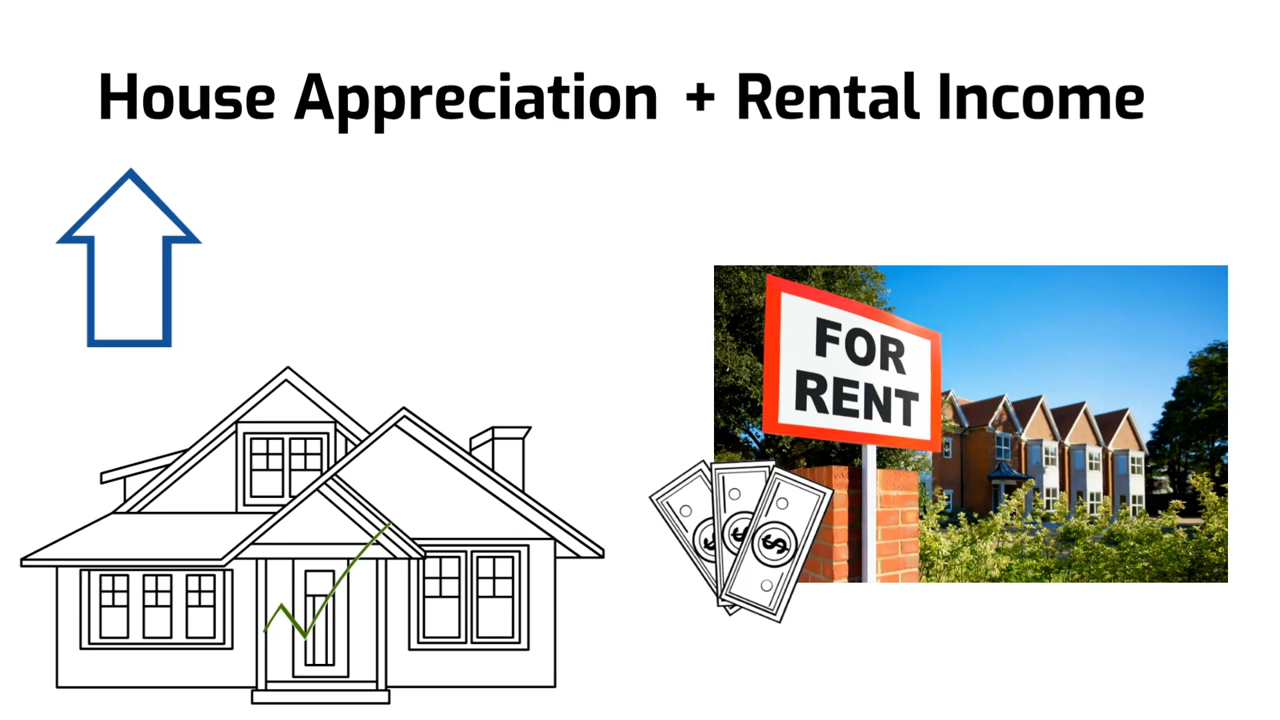 House Appreciation + Rental Income
FOR
RENT
$ $ $